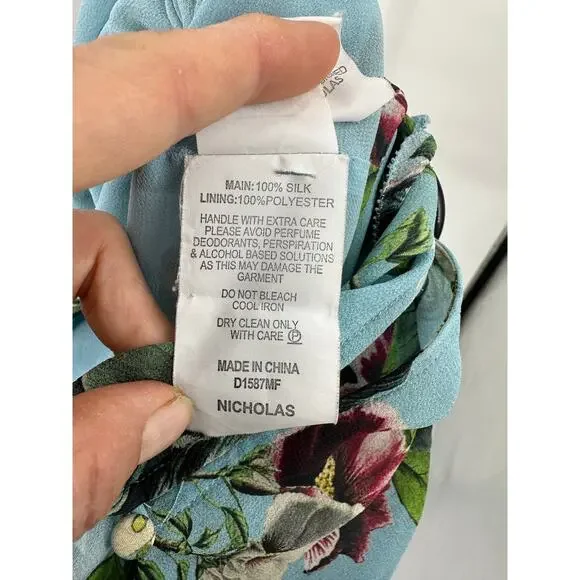 MAIN:100% SILK
LINING:100%POLYESTER
HANDLE WITH EXTRA CARE
PLEASE AVOID PERFUME
DEODORANTS, PERSPIRATION
& ALCOHOL BASED SOLUTIONS
AS THIS MAY DAMAGE THE
GARMENT
DO NOT BLEACH
COOL IRON
DRY CLEAN ONLY
WITH CARE Ⓟ
MADE IN CHINA
D1587MF
NICHOLAS